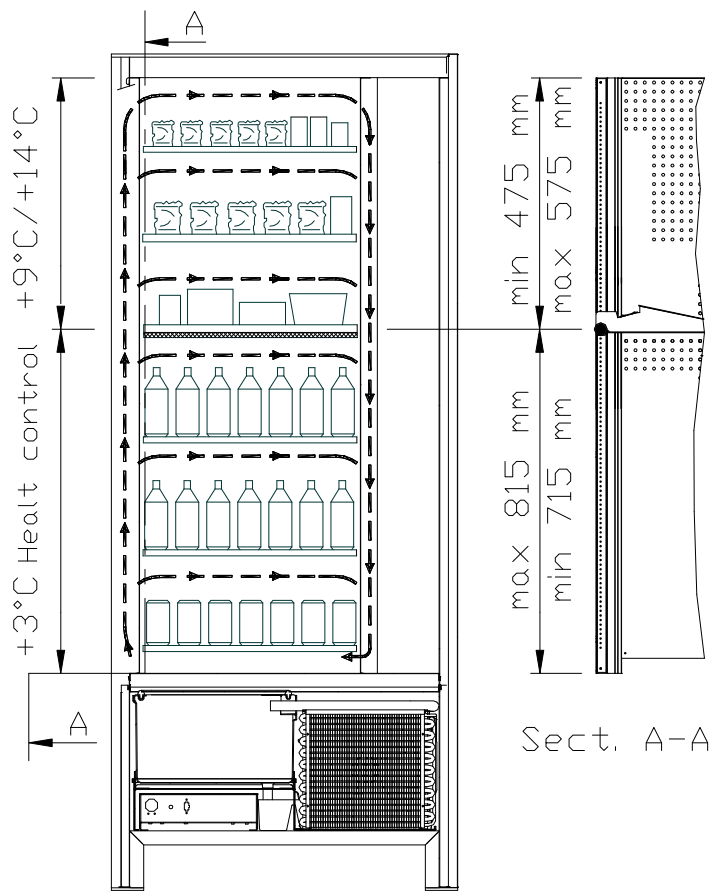 A
+9°C/+14°C
+3°C Healt control
min 475 mm
max 575 mm
max 815 mm
min 715 mm
A
Sect. A-A